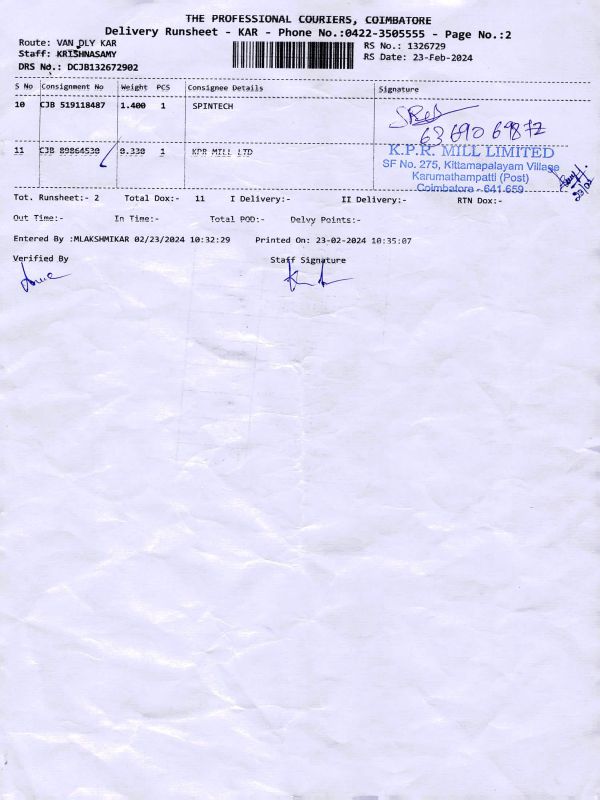 THE PROFESSIONAL COURIERS, COIMBATORE
Delivery Runsheet - KAR - Phone No.:0422-3505555 - Page No.:2
Route: VAN DLY KAR
RS No.: 1326729
Staff: KRISHNASAMY
RS Date: 23-Feb-2024
DRS No.: DCJB132672902
S No Consignment No Weight PCS Consignee Details Signature
10 CJB 519118487 1.400 1 SPINTECH
63690 69872
11 CJB 89864530 0.330 1 KPR MILL LTD
K.P.R. MILL LIMITED
SF No. 275, Kittampalayam Village
Karumathampatti (Post)
Coimbatore - 641 659
Tot. Runsheet:- 2 Total Dox:- 11 I Delivery:- II Delivery:- RTN Dox:-
Out Time:- In Time:- Total POD:- Delvy Points:-
Entered By :MLAKSHMIKAR 02/23/2024 10:32:29 Printed On: 23-02-2024 10:35:07
Verified By Staff Signature